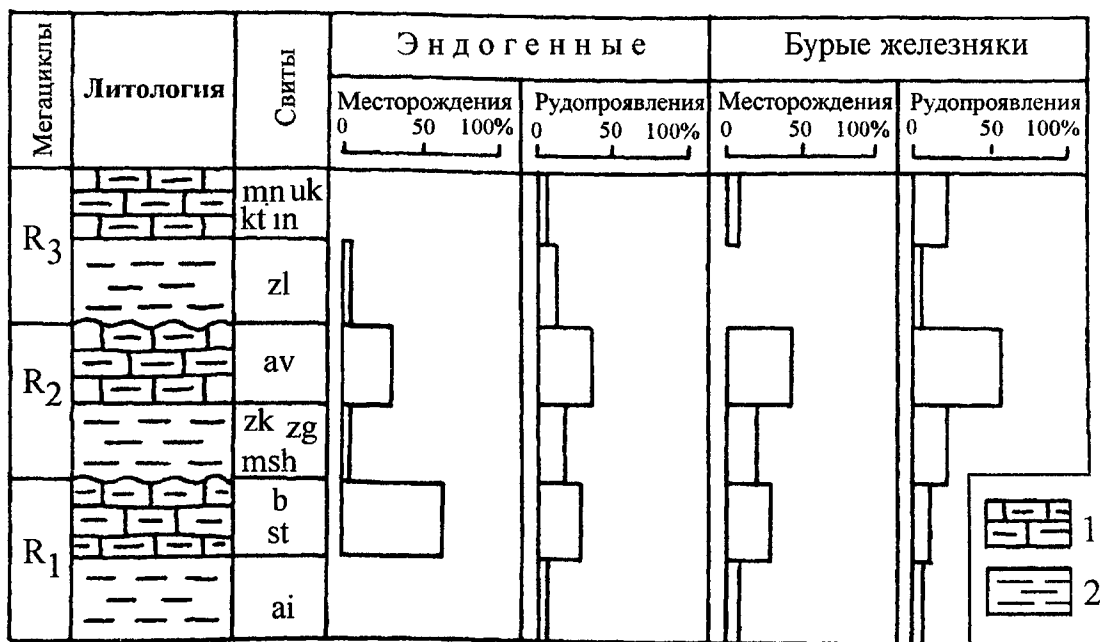 Мегациклы
Литология
Свиты
Эндогенные
Бурые железняки
Месторождения
0 50 100%
Рудопроявления
0 50 100%
Месторождения
0 50 100%
Рудопроявления
0 50 100%
R3
mn uk
kt in
zl
R2
av
zk zg
msh
R1
b
st
ai
1
2